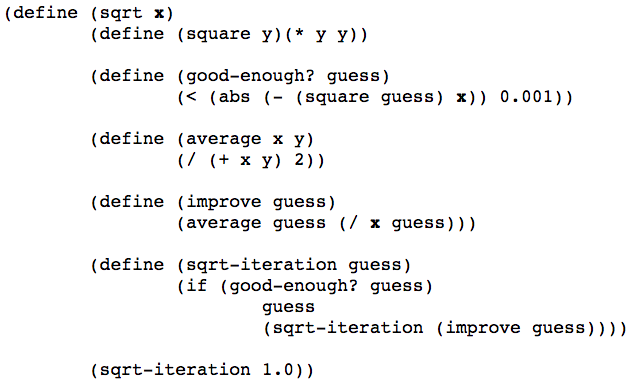 (define (sqrt x)
(define (square y)(* y y))
(define (good-enough? guess)
(< (abs (- (square guess) x)) 0.001))
(define (average x y)
(/ (+ x y) 2))
(define (improve guess)
(average guess (/ x guess)))
(define (sqrt-iteration guess)
(if (good-enough? guess)
guess
(sqrt-iteration (improve guess))))
(sqrt-iteration 1.0))